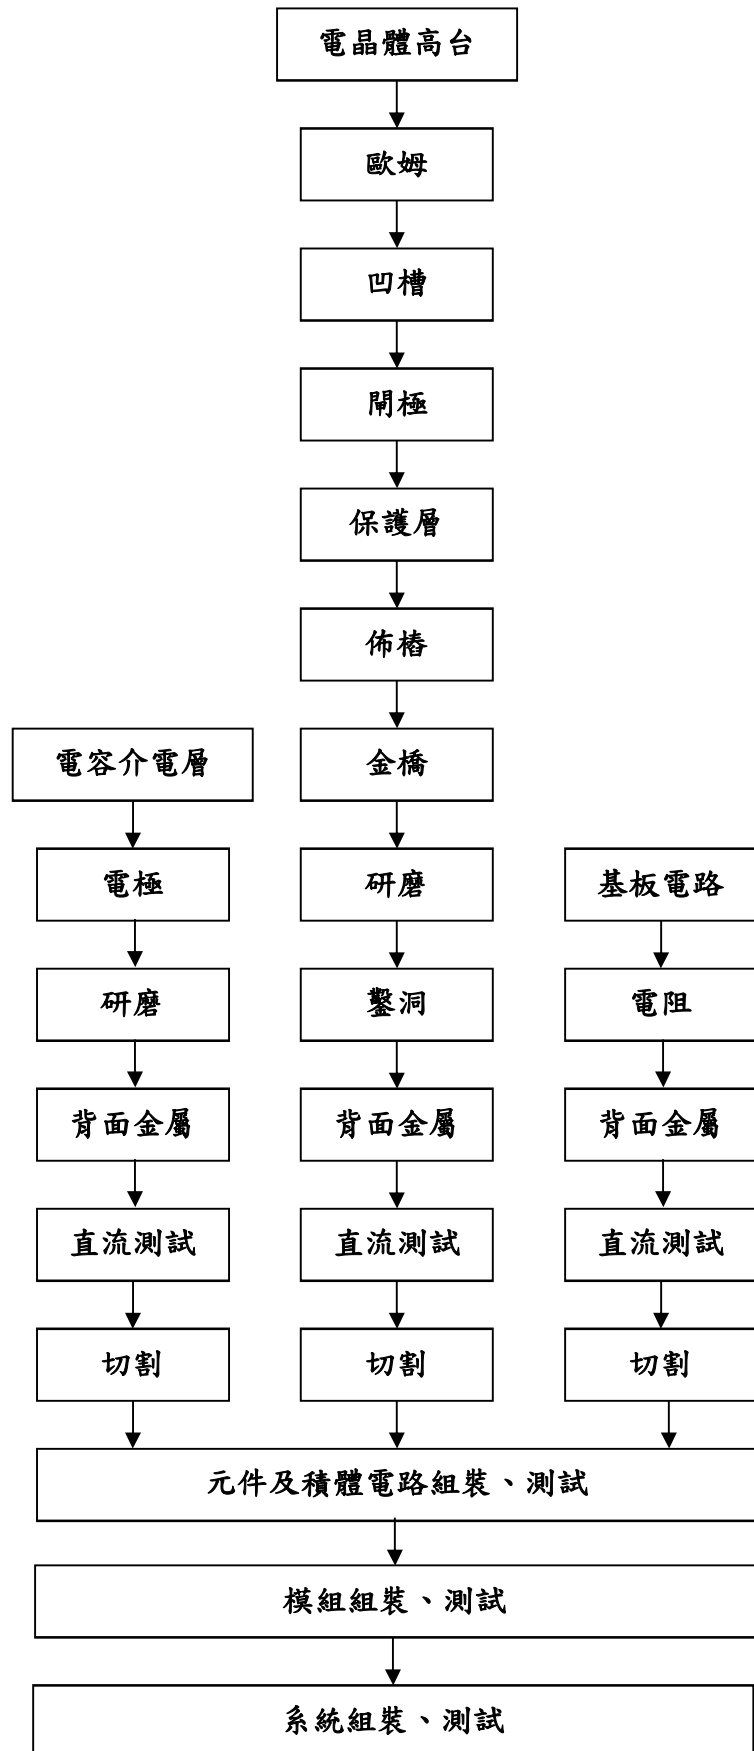 電晶體高台
歐姆
凹槽
閘極
保護層
佈樁
電容介電層
金橋
電極
研磨
基板電路
研磨
鑿洞
電阻
背面金屬
背面金屬
背面金屬
直流測試
直流測試
直流測試
切割
切割
切割
元件及積體電路組裝、測試
模組組裝、測試
系統組裝、測試